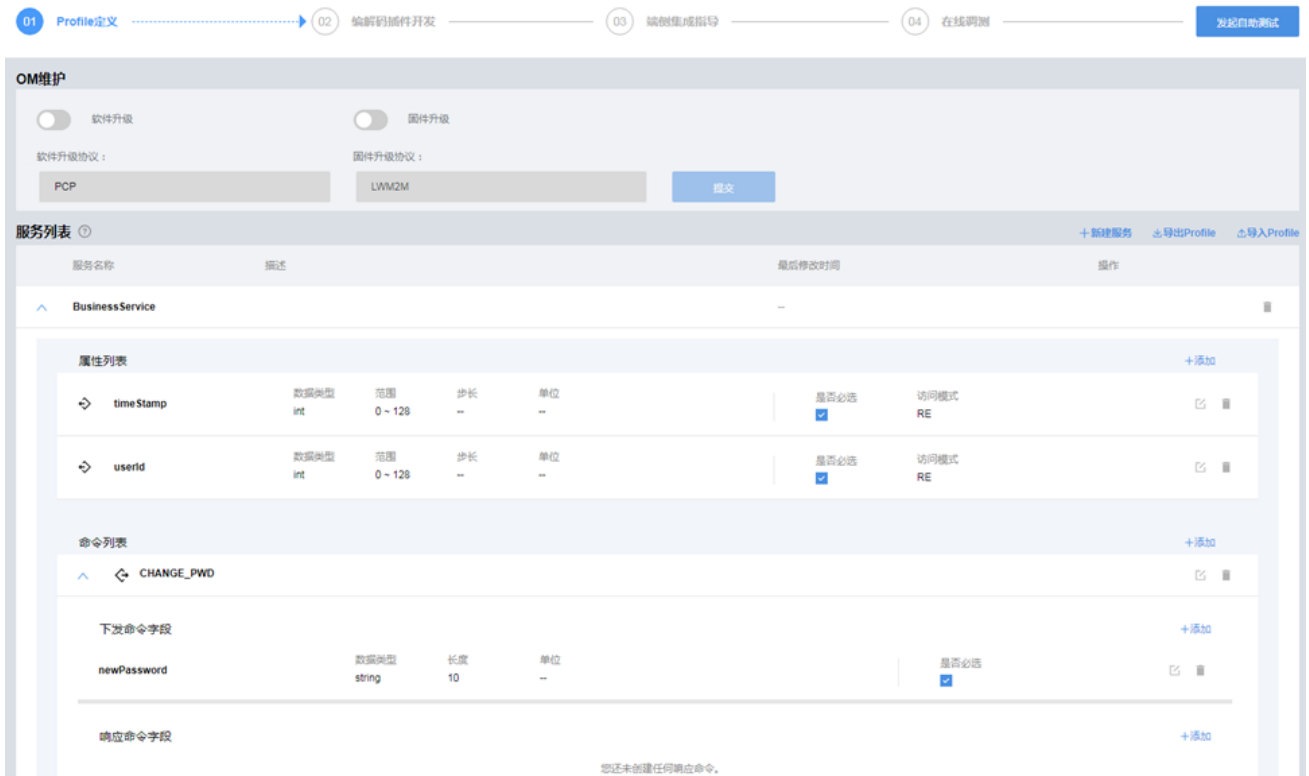 01 Profile定义 02 编解码插件开发 03 端侧集成指导 04 在线调测 发起自助测试
OM维护
软件升级 固件升级
软件升级协议： 固件升级协议：
PCP LWM2M 提交
服务列表 ? +新建服务 导出Profile 导入Profile
服务名称 描述 最后修改时间 操作
BusinessService --
属性列表 +添加
数据类型 范围 步长 单位 是否必选 访问模式
timeStamp int 0 ~ 128 -- -- RE
数据类型 范围 步长 单位 是否必选 访问模式
userId int 0 ~ 128 -- -- RE
命令列表 +添加
CHANGE_PWD
下发命令字段 +添加
数据类型 长度 单位 是否必选
newPassword string 10 --
响应命令字段 +添加
您还未创建任何响应命令。